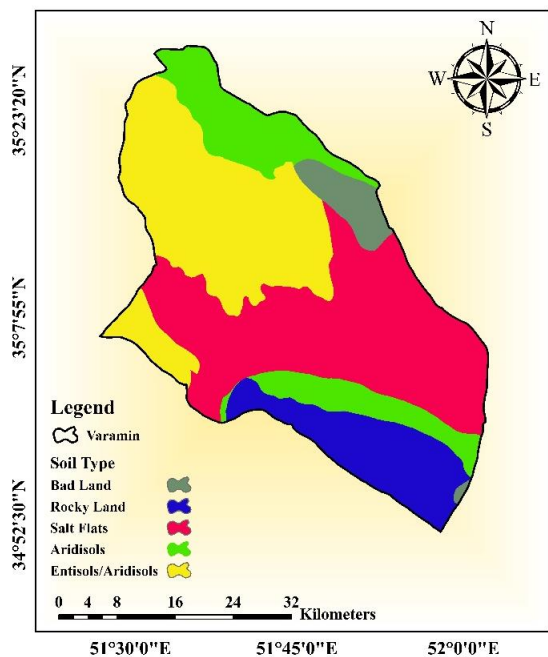 N
W E
S
35°23'20"N
35°7'55"N
34°52'30"N
Legend
Varamin
Soil Type
Bad Land
Rocky Land
Salt Flats
Aridisols
Entisols/Aridisols
0 4 8 16 24 32
Kilometers
51°30'0"E 51°45'0"E 52°0'0"E